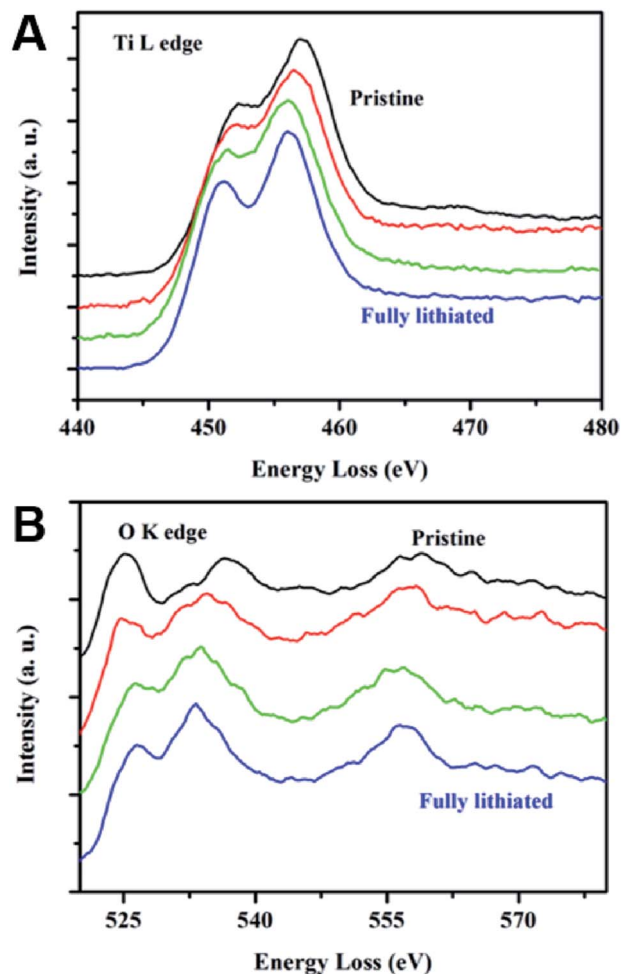 A
Ti L edge
Pristine
Fully lithiated
Intensity (a. u.)
440 450 460 470 480
Energy Loss (eV)
B
O K edge
Pristine
Fully lithiated
Intensity (a. u.)
525 540 555 570
Energy Loss (eV)